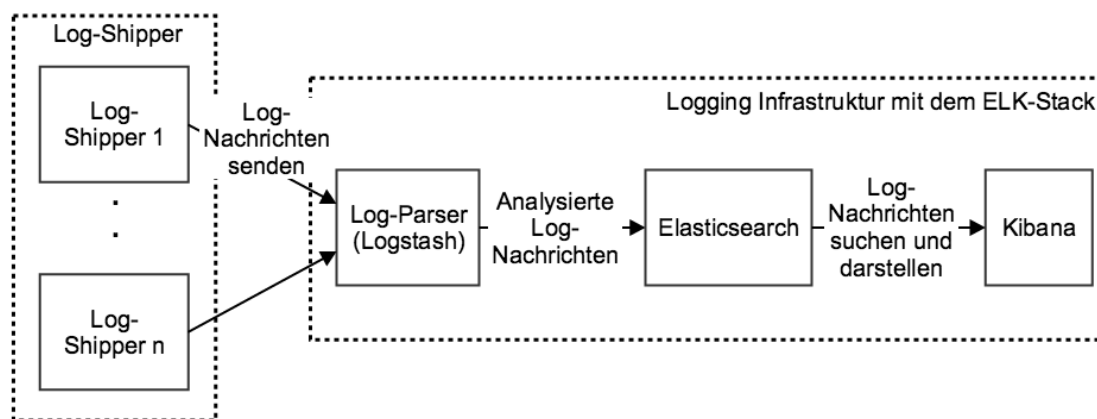 Log-Shipper
Log-
Shipper 1
Log-
Shipper n
Log-
Nachrichten
senden
Logging Infrastruktur mit dem ELK-Stack
Log-Parser
(Logstash)
Analysierte
Log-
Nachrichten
Elasticsearch
Log-
Nachrichten
suchen und
darstellen
Kibana